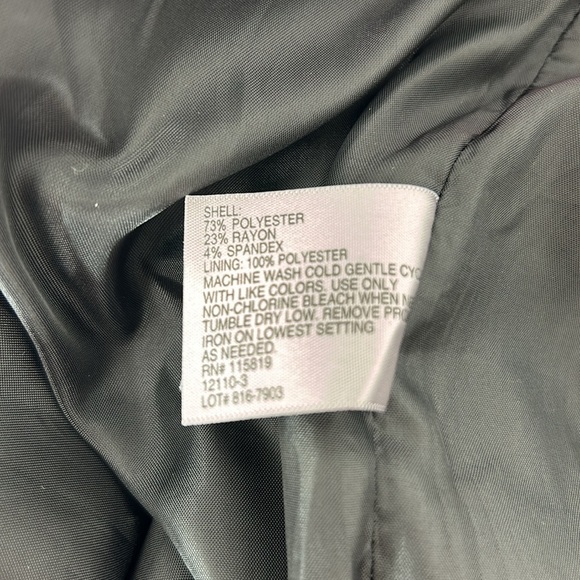 SHELL:
73% POLYESTER
23% RAYON
4% SPANDEX
LINING: 100% POLYESTER
MACHINE WASH COLD GENTLE CYC
WITH LIKE COLORS. USE ONLY
NON-CHLORINE BLEACH WHEN NE
TUMBLE DRY LOW. REMOVE PRO
IRON ON LOWEST SETTING
AS NEEDED.
RN# 115819
12110-3
LOT# 816-7903